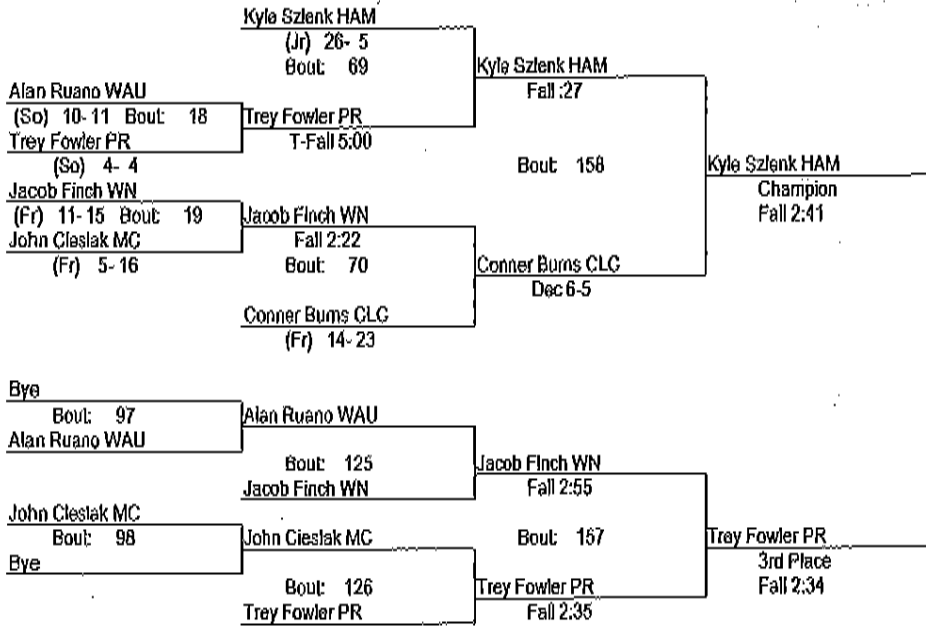 Kyle Szlenk HAM
(Jr) 26- 5
Bout: 69
Kyle Szlenk HAM
Fall :27
Alan Ruano WAU
(So) 10- 11 Bout: 18
Trey Fowler PR
T-Fall 5:00
Trey Fowler PR
(So) 4- 4
Bout: 158
Kyle Szlenk HAM
Champion
Fall 2:41
Jacob Finch WN
(Fr) 11- 15 Bout: 19
Jacob Finch WN
Fall 2:22
John Cieslak MC
(Fr) 5- 16
Bout: 70
Conner Burns CLC
Dec 6-5
Conner Burns CLC
(Fr) 14- 23
Bye
Bout: 97
Alan Ruano WAU
Alan Ruano WAU
Bout: 125
Jacob Finch WN
Fall 2:55
Jacob Finch WN
John Cieslak MC
Bout: 98
John Cieslak MC
Bout: 157
Trey Fowler PR
3rd Place
Fall 2:34
Bye
Bout: 126
Trey Fowler PR
Fall 2:35
Trey Fowler PR